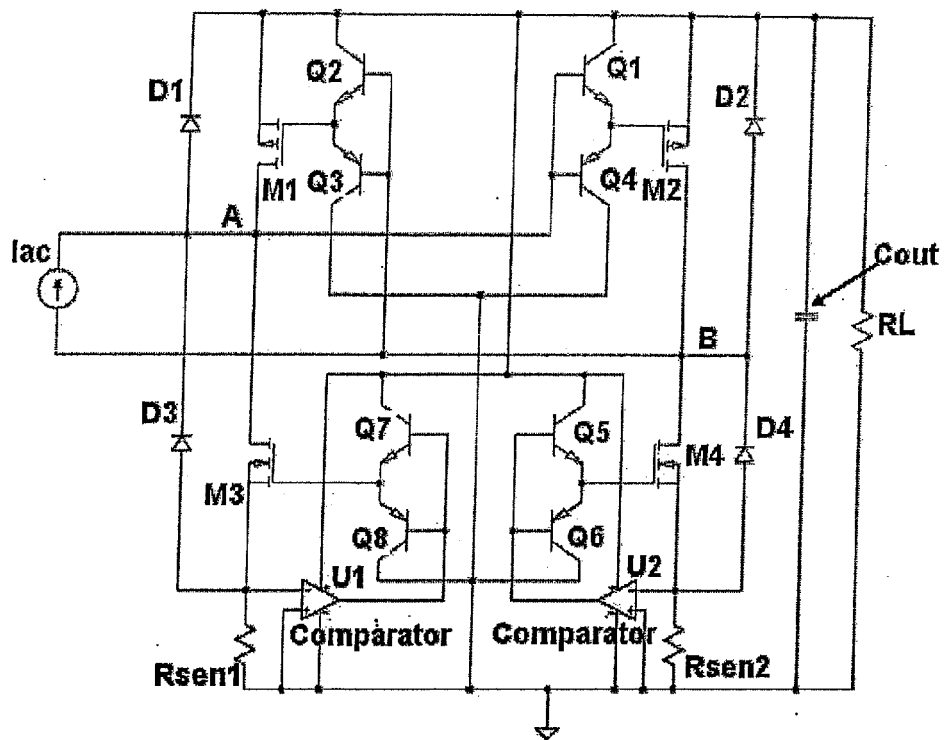 Q2
Q1
D1
D2
M1
Q3
Q4
M2
A
Iac
Cout
B
RL
D3
Q7
Q5
D4
M3
M4
Q8
Q6
U1
U2
Comparator
Comparator
Rsen1
Rsen2